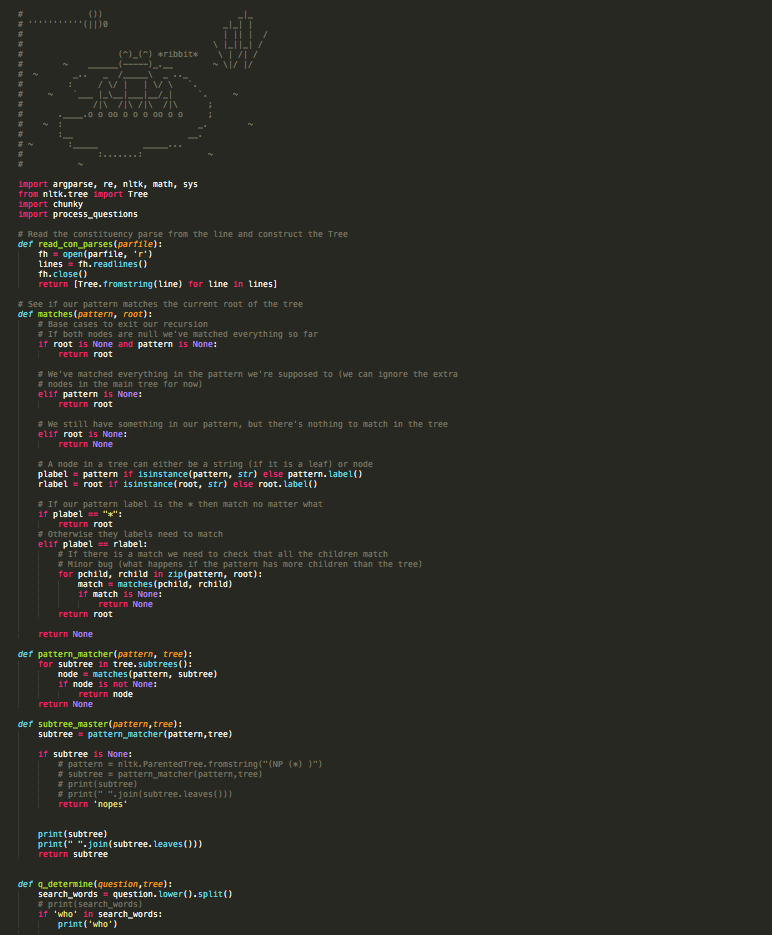 #             ())                           _|_
# '''''''''''(||)0                       _|_| |
#                                        | || |  /
#                                      \ |_||_| /
#                   (^)_(^) *ribbit*    \ | /| /
#        ~    ______(~~~~~)_.__        ~ \|/ |/
#  ~       _..   _  /_____\  _ .._
#         :     / \/ |   | \/ \   `.
#     ~    `___ |_\__|___|__/_|     `.     ~
#              /|\  /|\ /|\  /|\      ;
#       .____.o o oo o o o oo o o     ;
#    ~  :                           _.        ~
#       :__                       __.
# ~       :_____         _____...
#               :.......:             ~
#           ~
import argparse, re, nltk, math, sys
from nltk.tree import Tree
import chunky
import process_questions
# Read the constituency parse from the line and construct the Tree
def read_con_parses(parfile):
    fh = open(parfile, 'r')
    lines = fh.readlines()
    fh.close()
    return [Tree.fromstring(line) for line in lines]
# See if our pattern matches the current root of the tree
def matches(pattern, root):
    # Base cases to exit our recursion
    # If both nodes are null we've matched everything so far
    if root is None and pattern is None:
        return root
    # We've matched everything in the pattern we're supposed to (we can ignore the extra
    # nodes in the main tree for now)
    elif pattern is None:
        return root
    # We still have something in our pattern, but there's nothing to match in the tree
    elif root is None:
        return None
    # A node in a tree can either be a string (if it is a leaf) or node
    plabel = pattern if isinstance(pattern, str) else pattern.label()
    rlabel = root if isinstance(root, str) else root.label()
    # If our pattern label is the * then match no matter what
    if plabel == "*":
        return root
    # Otherwise they labels need to match
    elif plabel == rlabel:
        # If there is a match we need to check that all the children match
        # Minor bug (what happens if the pattern has more children than the tree)
        for pchild, rchild in zip(pattern, root):
            match = matches(pchild, rchild)
            if match is None:
                return None
        return root
    return None
def pattern_matcher(pattern, tree):
    for subtree in tree.subtrees():
        node = matches(pattern, subtree)
        if node is not None:
            return node
    return None
def subtree_master(pattern,tree):
    subtree = pattern_matcher(pattern,tree)
    if subtree is None:
        # pattern = nltk.ParentedTree.fromstring("(NP (*) )")
        # subtree = pattern_matcher(pattern,tree)
        # print(subtree)
        # print(" ".join(subtree.leaves()))
        return 'nopes'
    print(subtree)
    print(" ".join(subtree.leaves()))
    return subtree
def q_determine(question,tree):
    search_words = question.lower().split()
    # print(search_words)
    if 'who' in search_words:
        print('who')